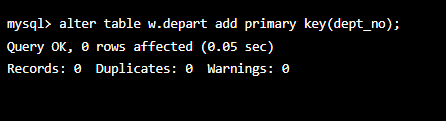 mysql> alter table w.depart add primary key(dept_no);
Query OK, 0 rows affected (0.05 sec)
Records: 0  Duplicates: 0  Warnings: 0